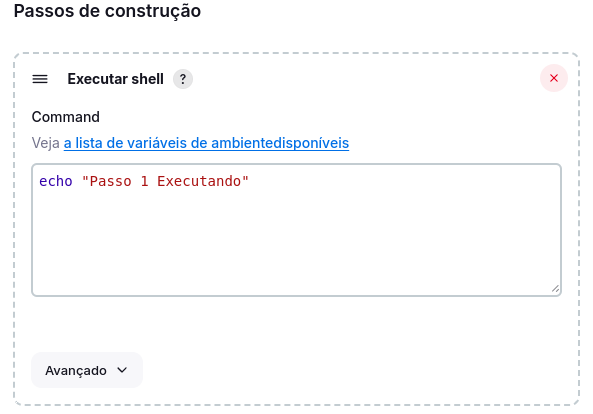 Passos de construção
Executar shell ?
Command
Veja a lista de variáveis de ambientedisponíveis
echo "Passo 1 Executando"
Avançado